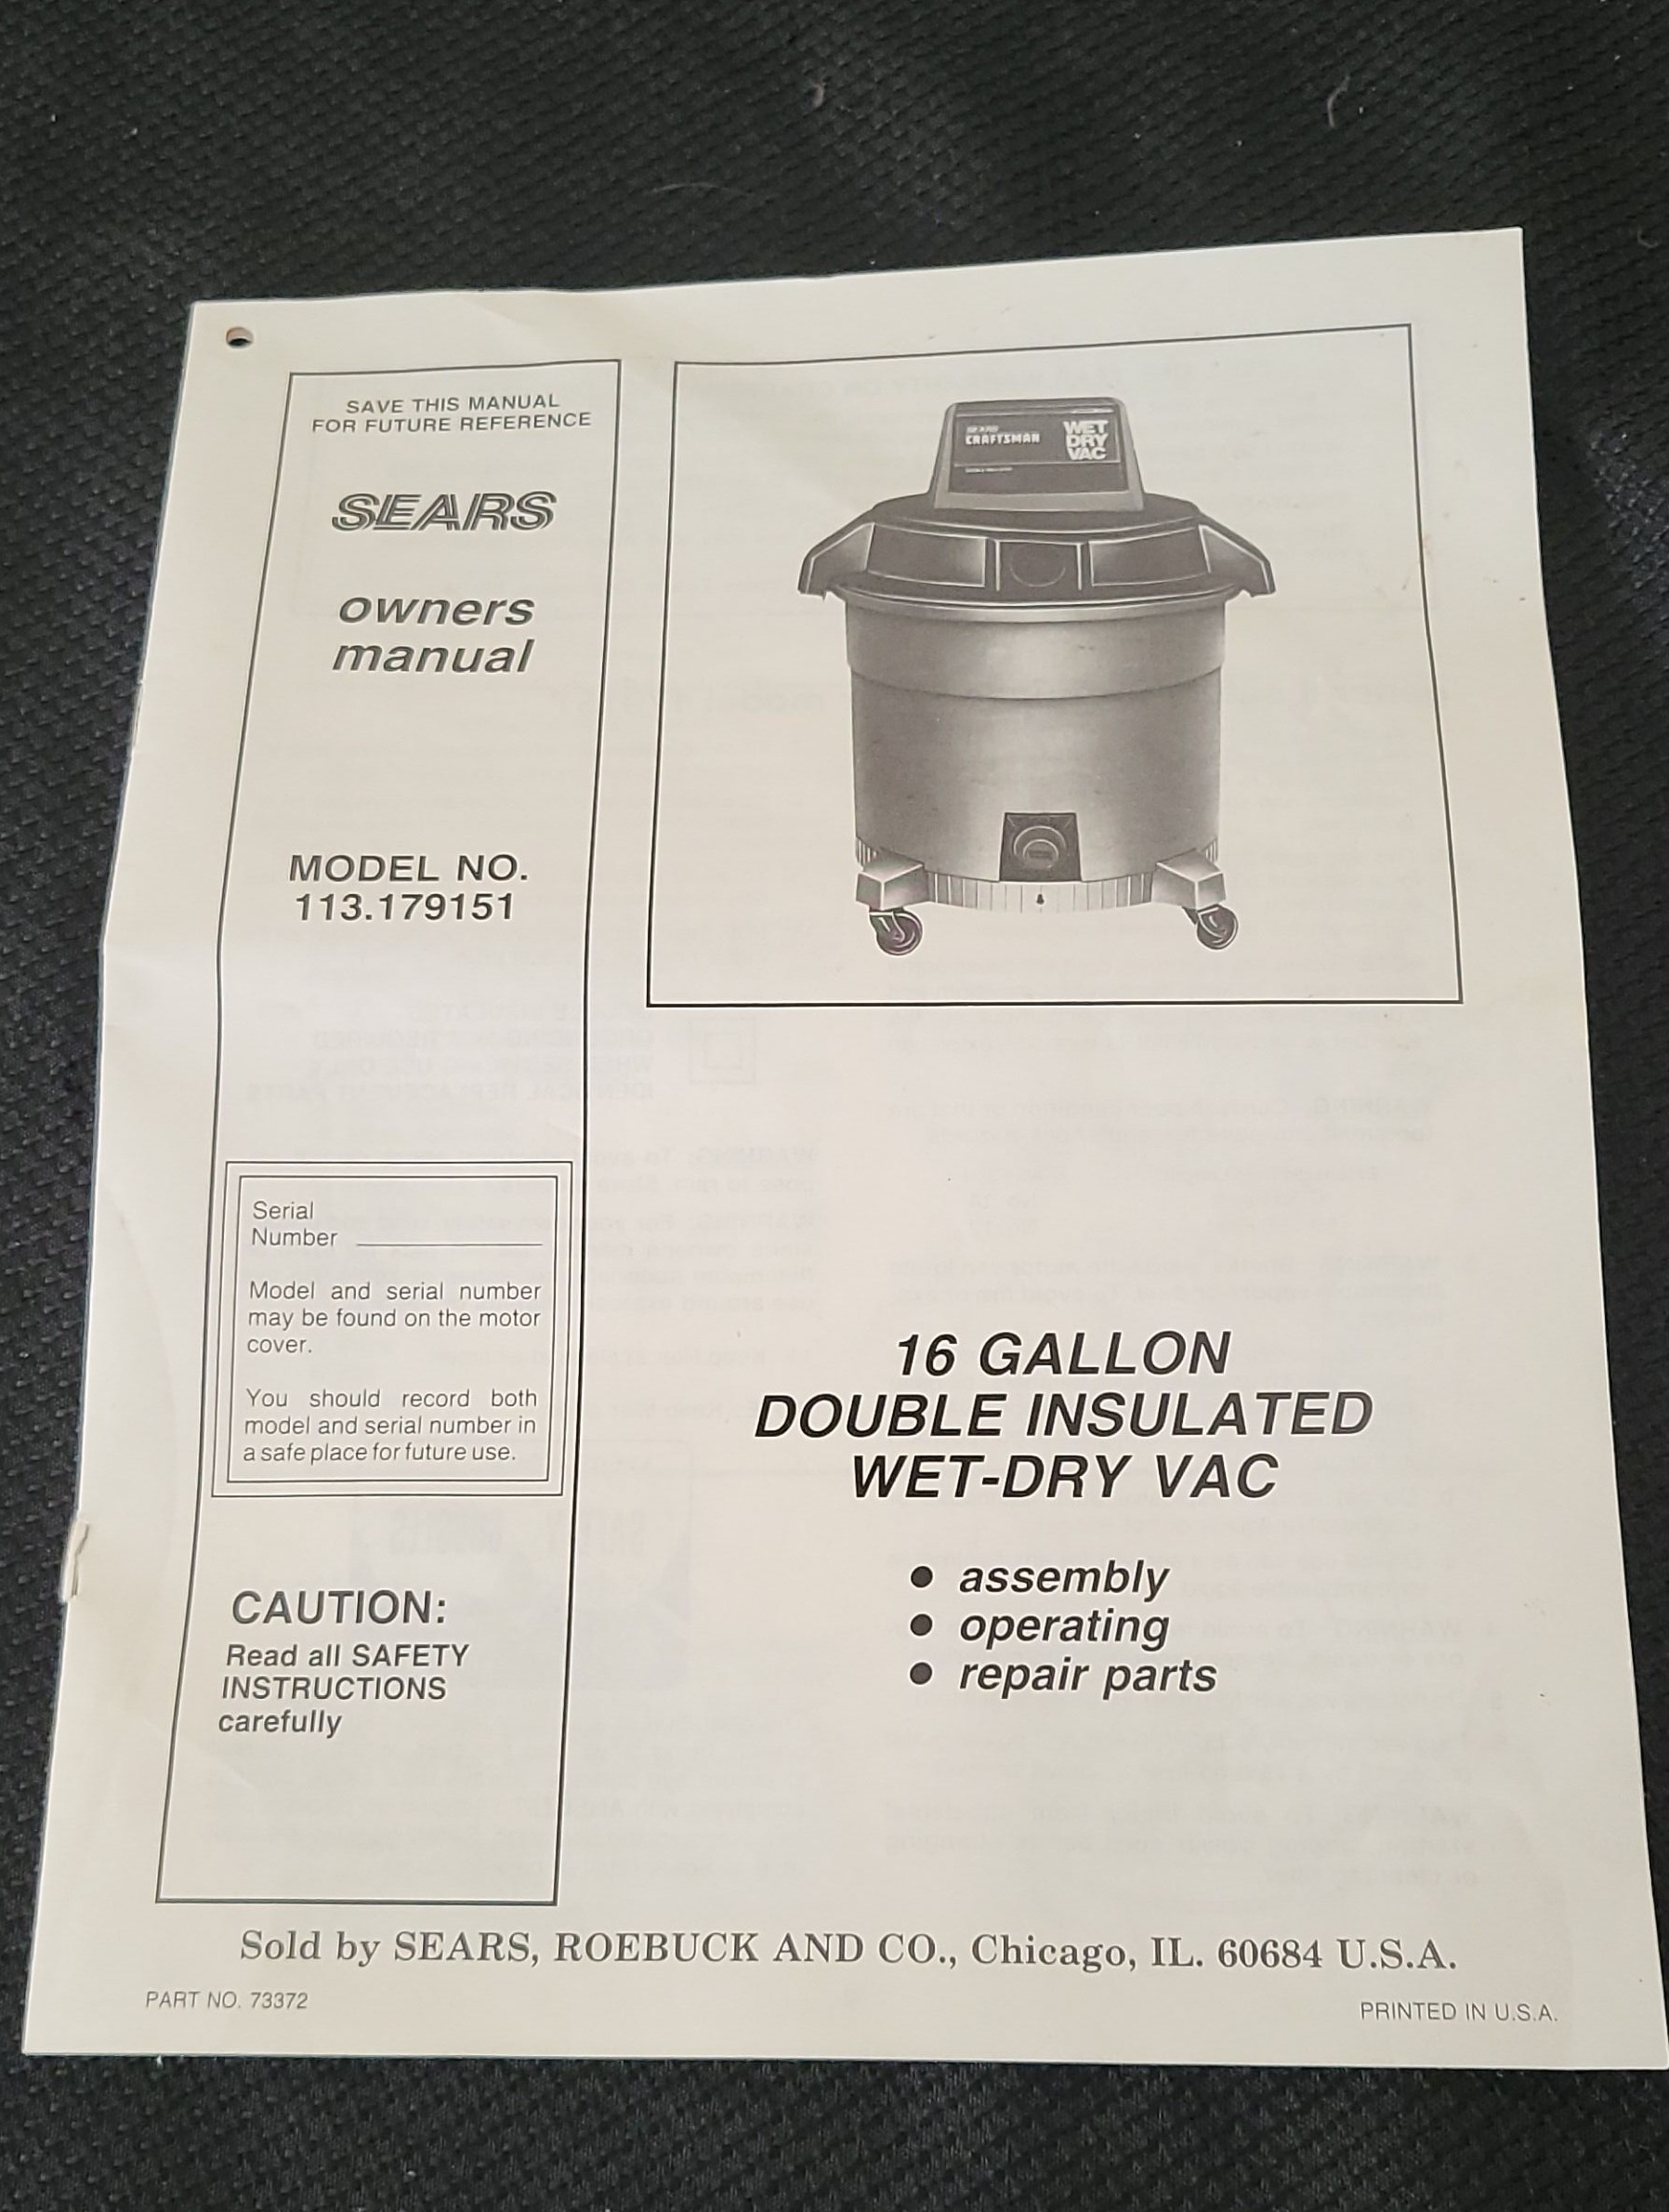 SAVE THIS MANUAL
FOR FUTURE REFERENCE
SEARS
owners
manual
MODEL NO.
113.179151
Serial
Number
Model and serial number
may be found on the motor
cover.
You should record both
model and serial number in
a safe place for future use.
CAUTION:
Read all SAFETY
INSTRUCTIONS
carefully
SEARS
CRAFTSMAN
WET
DRY
VAC
16 GALLON
DOUBLE INSULATED
WET-DRY VAC
● assembly
● operating
● repair parts
Sold by SEARS, ROEBUCK AND CO., Chicago, IL. 60684 U.S.A.
PART NO. 73372
PRINTED IN U.S.A.